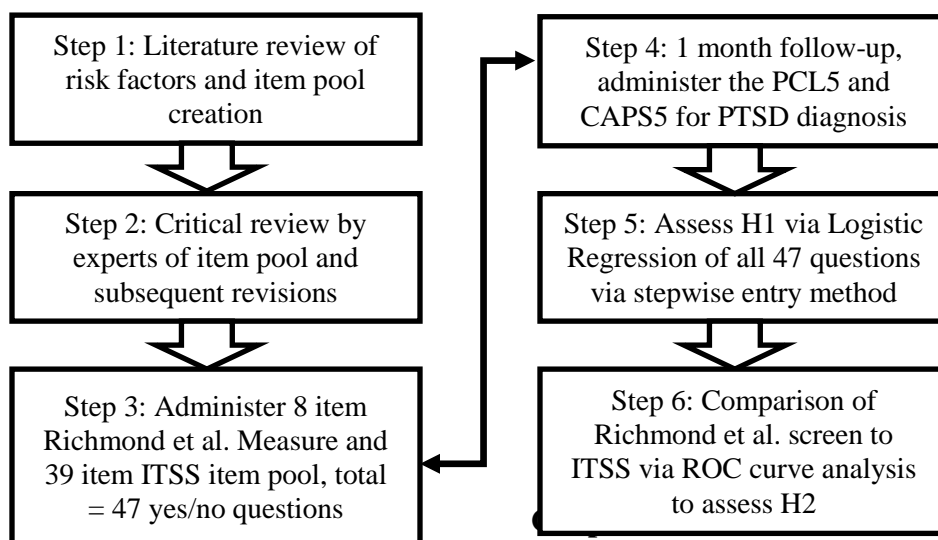 Step 1: Literature review of
risk factors and item pool
creation
Step 2: Critical review by
experts of item pool and
subsequent revisions
Step 3: Administer 8 item
Richmond et al. Measure and
39 item ITSS item pool, total
= 47 yes/no questions
Step 4: 1 month follow-up,
administer the PCL5 and
CAPS5 for PTSD diagnosis
Step 5: Assess H1 via Logistic
Regression of all 47 questions
via stepwise entry method
Step 6: Comparison of
Richmond et al. screen to
ITSS via ROC curve analysis
to assess H2